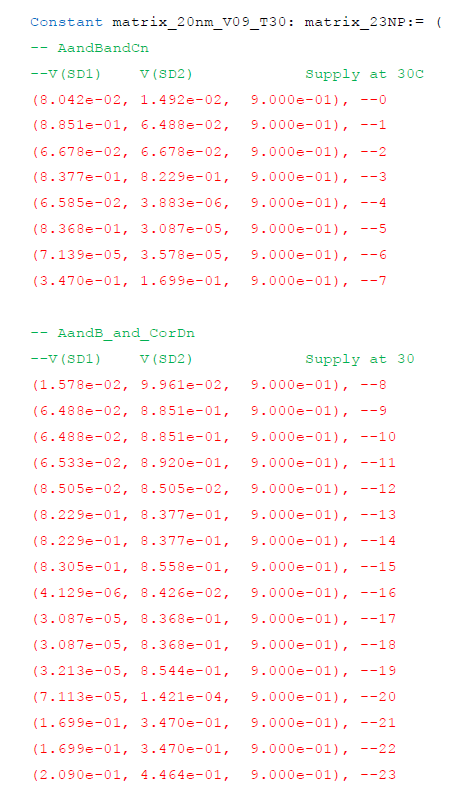 Constant matrix_20nm_V09_T30: matrix_23NP:= (
-- AandBandCn
--V(SD1) V(SD2) Supply at 30C
(8.042e-02, 1.492e-02, 9.000e-01), --0
(8.851e-01, 6.488e-02, 9.000e-01), --1
(6.678e-02, 6.678e-02, 9.000e-01), --2
(8.377e-01, 8.229e-01, 9.000e-01), --3
(6.585e-02, 3.883e-06, 9.000e-01), --4
(8.368e-01, 3.087e-05, 9.000e-01), --5
(7.139e-05, 3.578e-05, 9.000e-01), --6
(3.470e-01, 1.699e-01, 9.000e-01), --7
-- AandB_and_CorDn
--V(SD1) V(SD2) Supply at 30
(1.578e-02, 9.961e-02, 9.000e-01), --8
(6.488e-02, 8.851e-01, 9.000e-01), --9
(6.488e-02, 8.851e-01, 9.000e-01), --10
(6.533e-02, 8.920e-01, 9.000e-01), --11
(8.505e-02, 8.505e-02, 9.000e-01), --12
(8.229e-01, 8.377e-01, 9.000e-01), --13
(8.229e-01, 8.377e-01, 9.000e-01), --14
(8.305e-01, 8.558e-01, 9.000e-01), --15
(4.129e-06, 8.426e-02, 9.000e-01), --16
(3.087e-05, 8.368e-01, 9.000e-01), --17
(3.087e-05, 8.368e-01, 9.000e-01), --18
(3.213e-05, 8.544e-01, 9.000e-01), --19
(7.113e-05, 1.421e-04, 9.000e-01), --20
(1.699e-01, 3.470e-01, 9.000e-01), --21
(1.699e-01, 3.470e-01, 9.000e-01), --22
(2.090e-01, 4.464e-01, 9.000e-01), --23